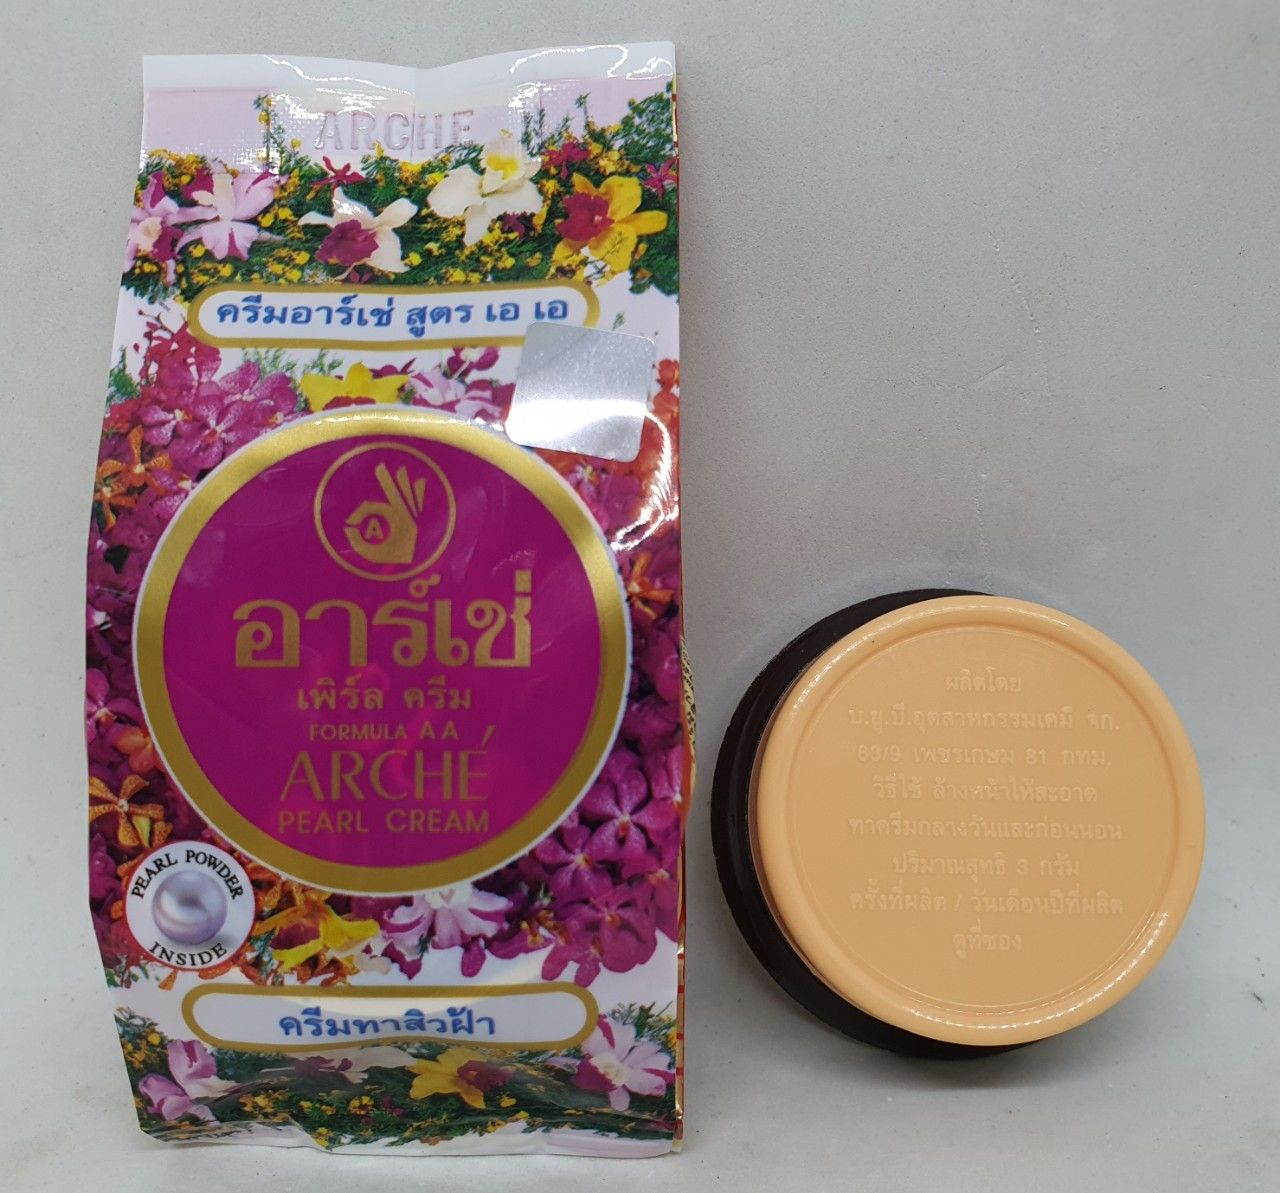 ARCHE
ครีมอาร์เช่ สูตร เอ เอ
A
อาร์เช่
เพิร์ล ครีม
FORMULA AA
ARCHÉ
PEARL CREAM
PEARL POWDER
INSIDE
ครีมทาสิวฝ้า
ผลิตโดย
บ.ยู.บี.อุตสาหกรรมเคมี จก.
63/9 เพชรเกษม 81 กทม.
วิธีใช้ ล้างหน้าให้สะอาด
ทาครีมกลางวันและก่อนนอน
ปริมาณสุทธิ 3 กรัม
ครั้งที่ผลิต / วันเดือนปีที่ผลิต
ดูที่ซอง